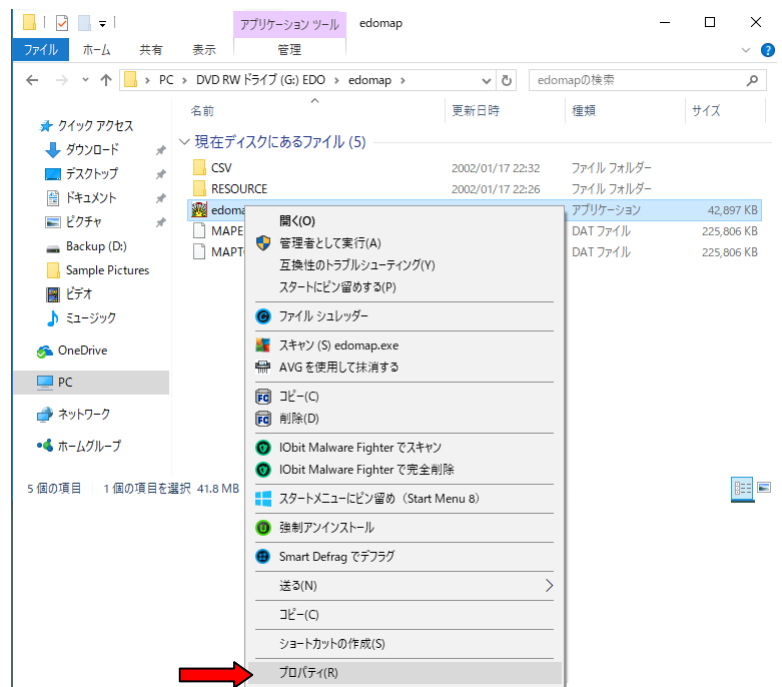 アプリケーション ツール edomap
ファイル ホーム 共有 表示 管理
PC › DVD RW ドライブ (G:) EDO › edomap › edomapの検索
名前 更新日時 種類 サイズ
クイック アクセス
ダウンロード
デスクトップ
ドキュメント
ピクチャ
Backup (D:)
Sample Pictures
ビデオ
ミュージック
OneDrive
PC
ネットワーク
ホームグループ
現在ディスクにあるファイル (5)
CSV 2002/01/17 22:32 ファイル フォルダー
RESOURCE 2002/01/17 22:26 ファイル フォルダー
edoma アプリケーション 42,897 KB
MAPE DAT ファイル 225,806 KB
MAPT DAT ファイル 225,806 KB
開く(O)
管理者として実行(A)
互換性のトラブルシューティング(Y)
スタートにピン留めする(P)
ファイル シュレッダー
スキャン (S) edomap.exe
AVG を使用して抹消する
FC コピー(C)
FC 削除(D)
IObit Malware Fighter でスキャン
IObit Malware Fighter で完全削除
スタートメニューにピン留め（Start Menu 8）
強制アンインストール
Smart Defrag でデフラグ
送る(N)
コピー(C)
ショートカットの作成(S)
プロパティ(R)
5 個の項目 1 個の項目を選択 41.8 MB